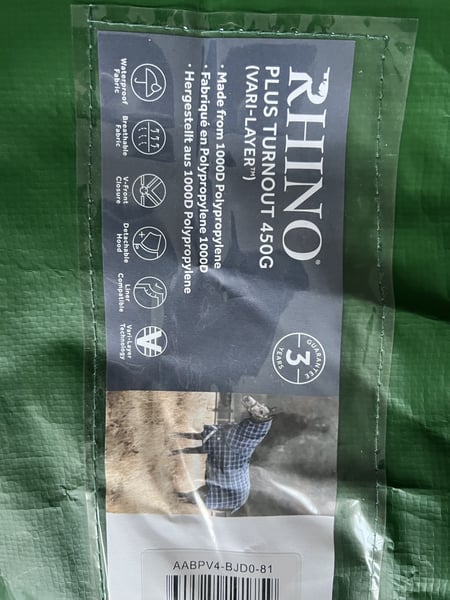 RHINO®
PLUS TURNOUT 450G
(VARI-LAYER™)
· Made from 1000D Polypropylene
· Fabriqué en Polypropylene 1000D
· Hergestellt aus 1000D Polypropylene
Waterproof
Fabric
Breathable
Fabric
V-Front
Closure
Detachable
Hood
Liner
Compatible
Vari-Layer
Technology
GUARANTEE
3
YEARS
AABPV4-BJD0-81